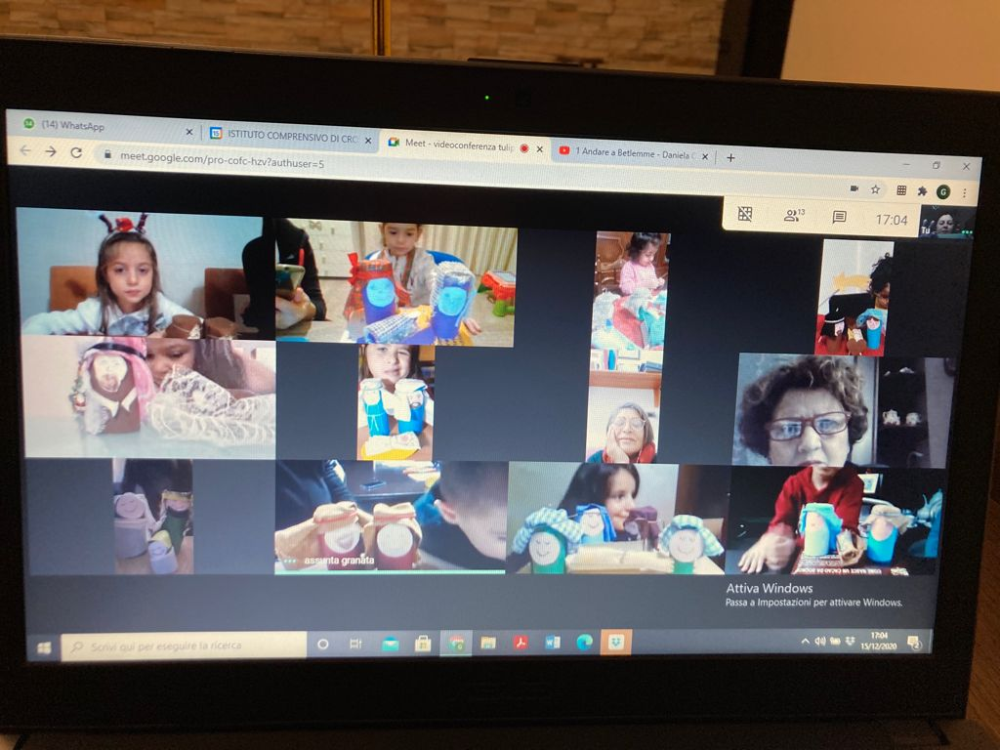 (14) WhatsApp
ISTITUTO COMPRENSIVO DI CRO
Meet - videoconferenza tulip
1 Andare a Betlemme - Daniela C
meet.google.com/pro-cofc-hzv?authuser=5
G
13
17:04
Tu
assunta granata
Attiva Windows
Passa a Impostazioni per attivare Windows.
Scrivi qui per eseguire la ricerca
17:04
15/12/2020
2